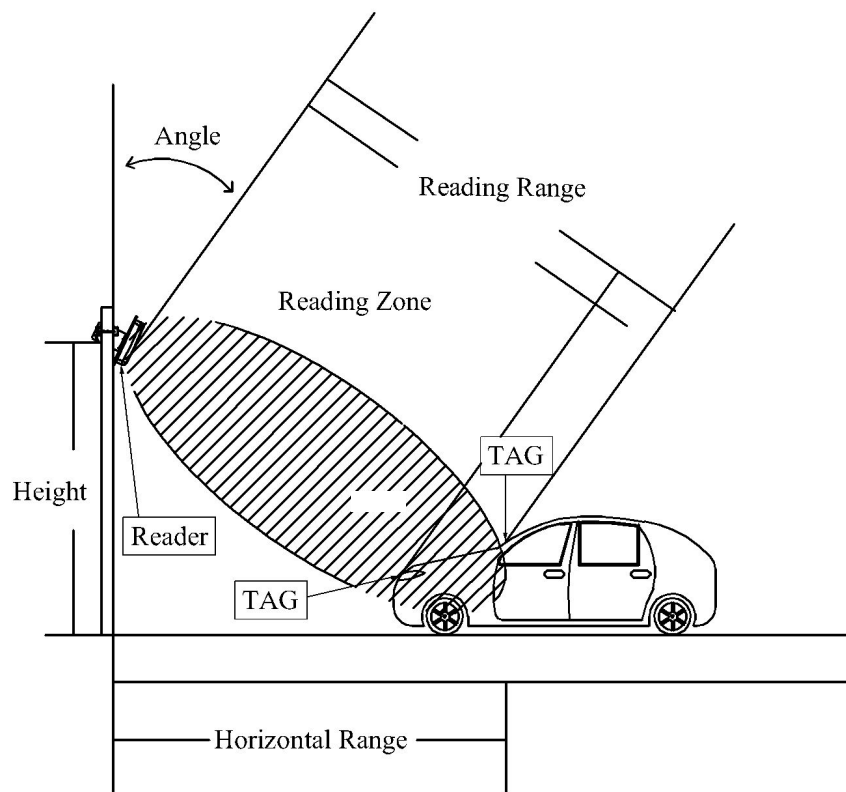 Angle
Reading Range
Reading Zone
TAG
Height
Reader
TAG
Horizontal Range